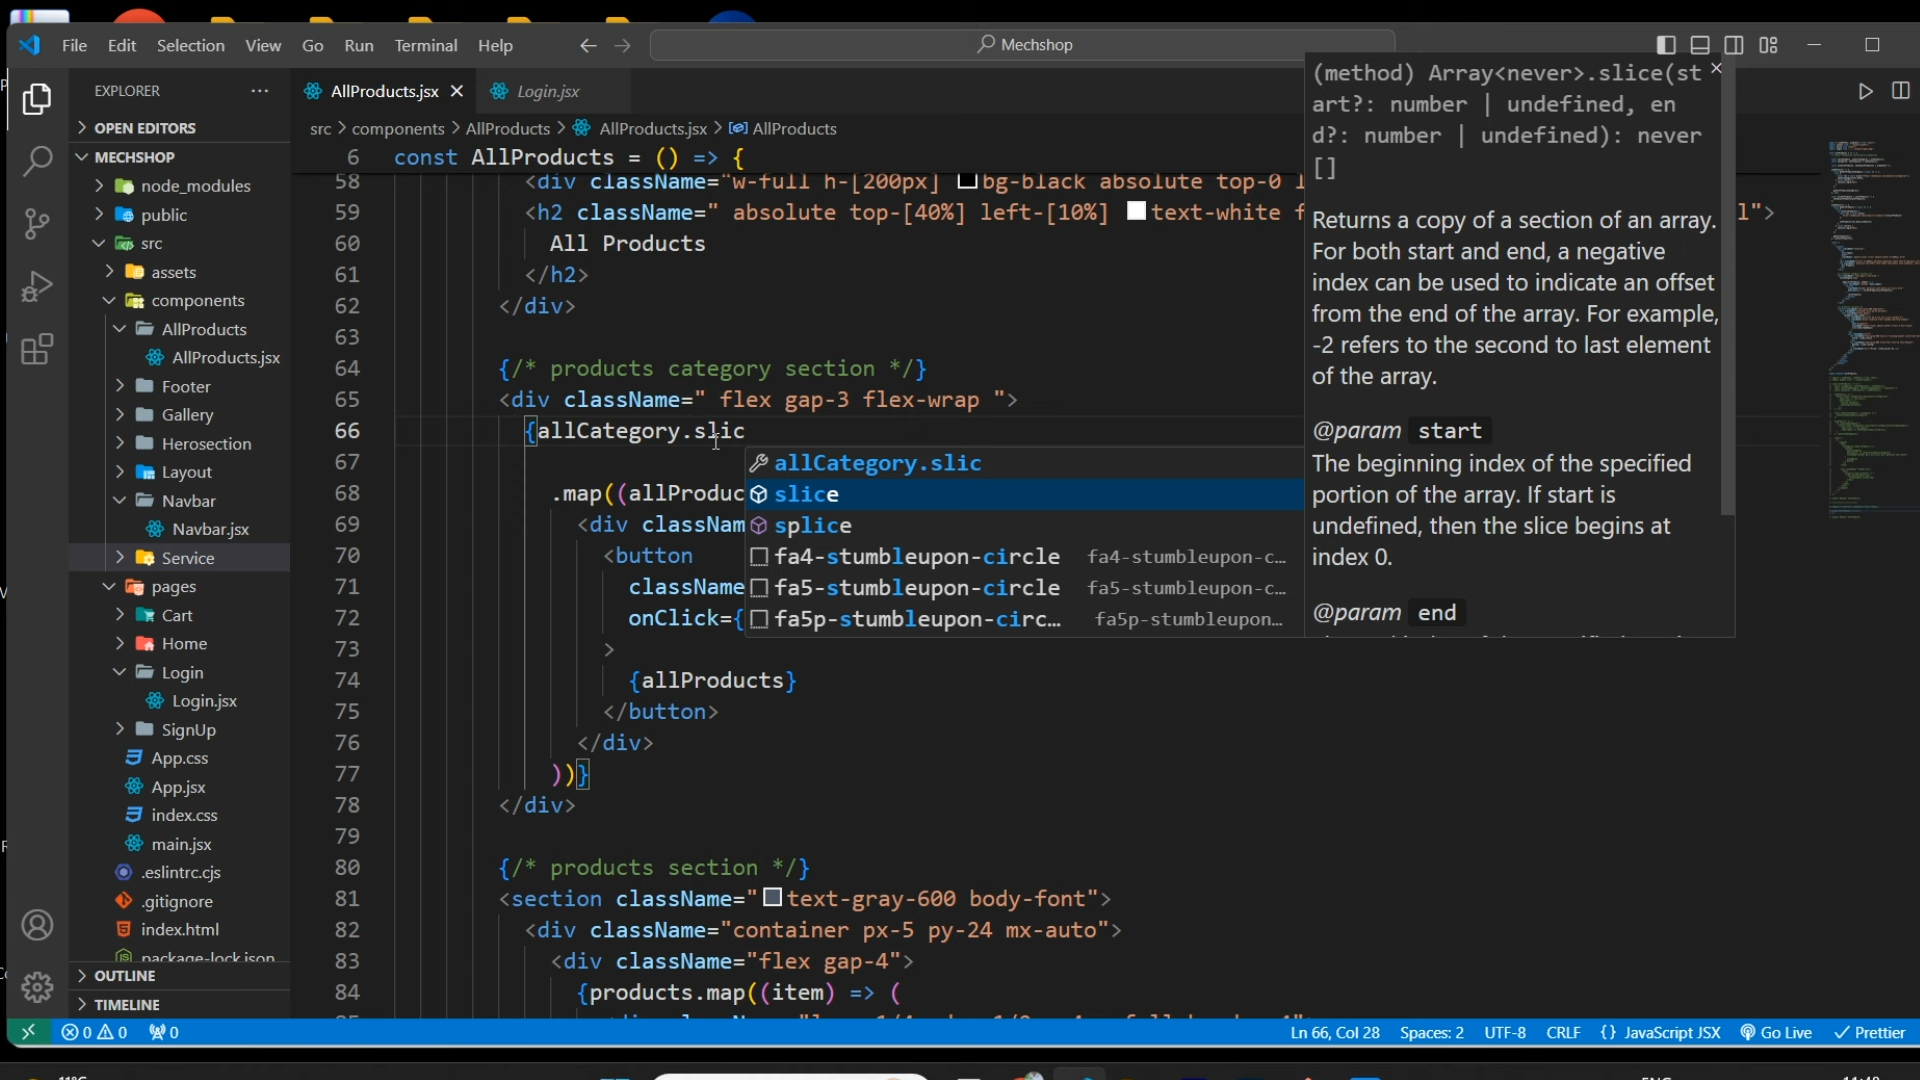 File Edit Selection View Go Run Terminal Help
Mechshop
EXPLORER
OPEN EDITORS
MECHSHOP
node_modules
public
src
assets
components
AllProducts
AllProducts.jsx
Footer
Gallery
Herosection
Layout
Navbar
Navbar.jsx
Service
pages
Cart
Home
Login
Login.jsx
SignUp
App.css
App.jsx
index.css
main.jsx
.eslintrc.cjs
.gitignore
index.html
package-lock.json
OUTLINE
TIMELINE
AllProducts.jsx
Login.jsx
src > components > AllProducts > AllProducts.jsx > AllProducts
6 const AllProducts = () => {
58 <div className="w-full h-[200px] bg-black absolute top-0 l
59 <h2 className=" absolute top-[40%] left-[10%] text-white f l">
60 All Products
61 </h2>
62 </div>
63
64 {/* products category section */}
65 <div className=" flex gap-3 flex-wrap ">
66 {allCategory.slic
67
68 .map((allProduc
69 <div classNam
70 <button
71 className
72 onClick={
73 >
74 {allProducts}
75 </button>
76 </div>
77 ))}
78 </div>
79
80 {/* products section */}
81 <section className="text-gray-600 body-font">
82 <div className="container px-5 py-24 mx-auto">
83 <div className="flex gap-4">
84 {products.map((item) => (
allCategory.slic
slice
splice
fa4-stumbleupon-circle fa4-stumbleupon-c...
fa5-stumbleupon-circle fa5-stumbleupon-c...
fa5p-stumbleupon-circ... fa5p-stumbleupon...
(method) Array<never>.slice(st
art?: number | undefined, en
d?: number | undefined): never
[]
Returns a copy of a section of an array.
For both start and end, a negative
index can be used to indicate an offset
from the end of the array. For example,
-2 refers to the second to last element
of the array.
@param start
The beginning index of the specified
portion of the array. If start is
undefined, then the slice begins at
index 0.
@param end
0 0 0
Ln 66, Col 28 Spaces: 2 UTF-8 CRLF {} JavaScript JSX Go Live Prettier